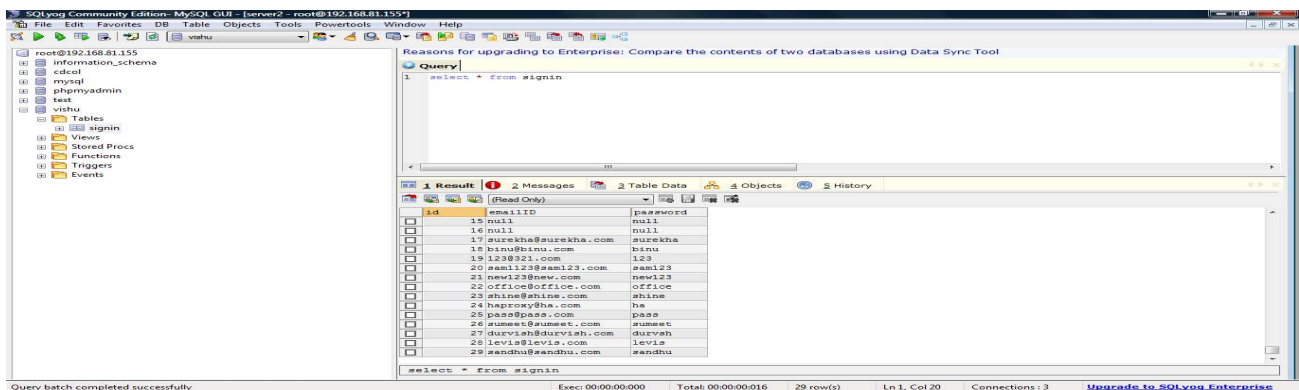 SQLyog Community Edition- MySQL GUI - [server2 - root@192.168.81.155*]
File Edit Favorites DB Table Objects Tools Powertools Window Help
vishu
root@192.168.81.155
information_schema
cdcol
mysql
phpmyadmin
test
vishu
Tables
signin
Views
Stored Procs
Functions
Triggers
Events
Reasons for upgrading to Enterprise: Compare the contents of two databases using Data Sync Tool
Query
1 select * from signin
1 Result 2 Messages 3 Table Data 4 Objects 5 History
(Read Only)
id emailID password
15 null null
16 null null
17 surekha@surekha.com surekha
18 binu@binu.com binu
19 123@321.com 123
20 sam1123@sam123.com sam123
21 new123@new.com new123
22 office@office.com office
23 shine@shine.com shine
24 haproxy@ha.com ha
25 pass@pass.com pass
26 sumeet@sumeet.com sumeet
27 durvish@durvish.com durvsh
28 levis@levis.com levis
29 sandhu@sandhu.com sandhu
select * from signin
Query batch completed successfully Exec: 00:00:00:000 Total: 00:00:00:016 29 row(s) Ln 1, Col 20 Connections : 3 Upgrade to SQLyog Enterprise